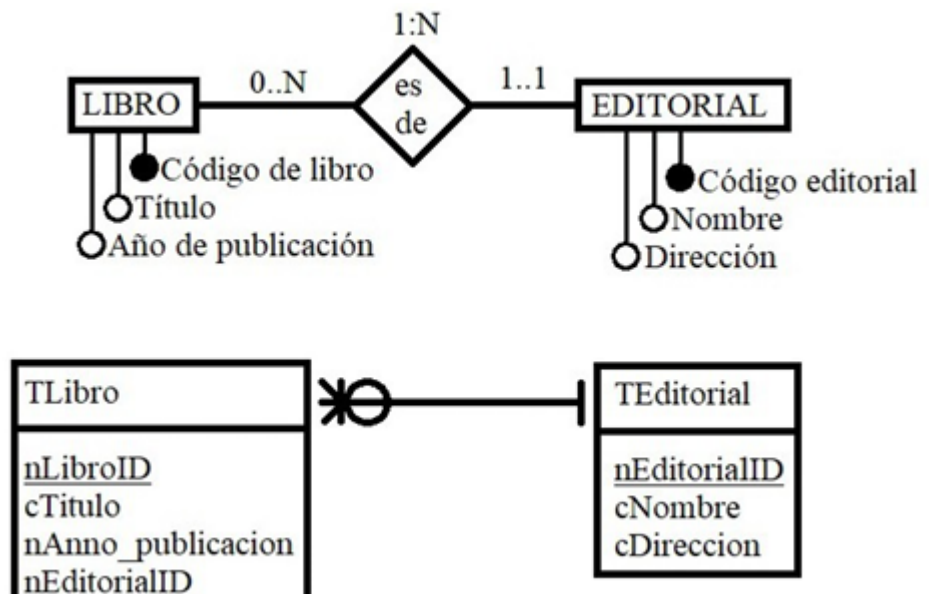 1:N
0..N
1..1
LIBRO
es
de
EDITORIAL
Código de libro
Título
Año de publicación
Código editorial
Nombre
Dirección
TLibro
nLibroID
cTitulo
nAnno_publicacion
nEditorialID
TEditorial
nEditorialID
cNombre
cDireccion